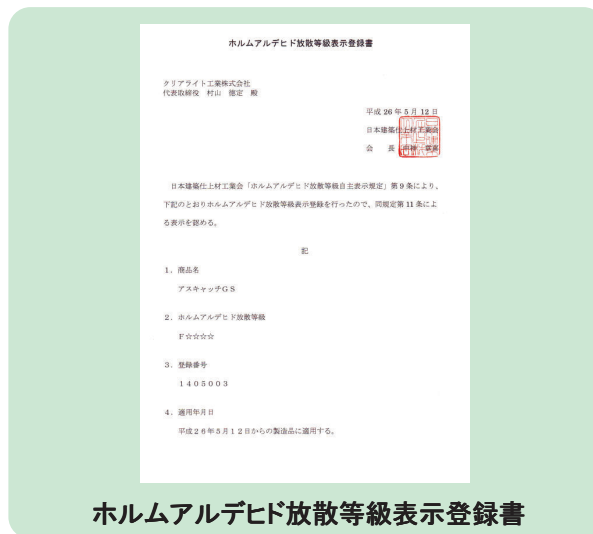 ホルムアルデヒド放散等級表示登録書
クリアライト工業株式会社
代表取締役 村山 徳定 殿
平成26年5月12日
日本建築仕上材工業会
会 長
日本建築仕上材工業会「ホルムアルデヒド放散等級自主表示規定」第9条により、
下記のとおりホルムアルデヒド放散等級表示登録を行ったので、同規定第11条によ
る表示を認める。
記
1. 商品名
アスキャッチGS
2. ホルムアルデヒド放散等級
F☆☆☆☆
3. 登録番号
1405003
4. 適用年月日
平成26年5月12日からの製造品に適用する。
ホルムアルデヒド放散等級表示登録書